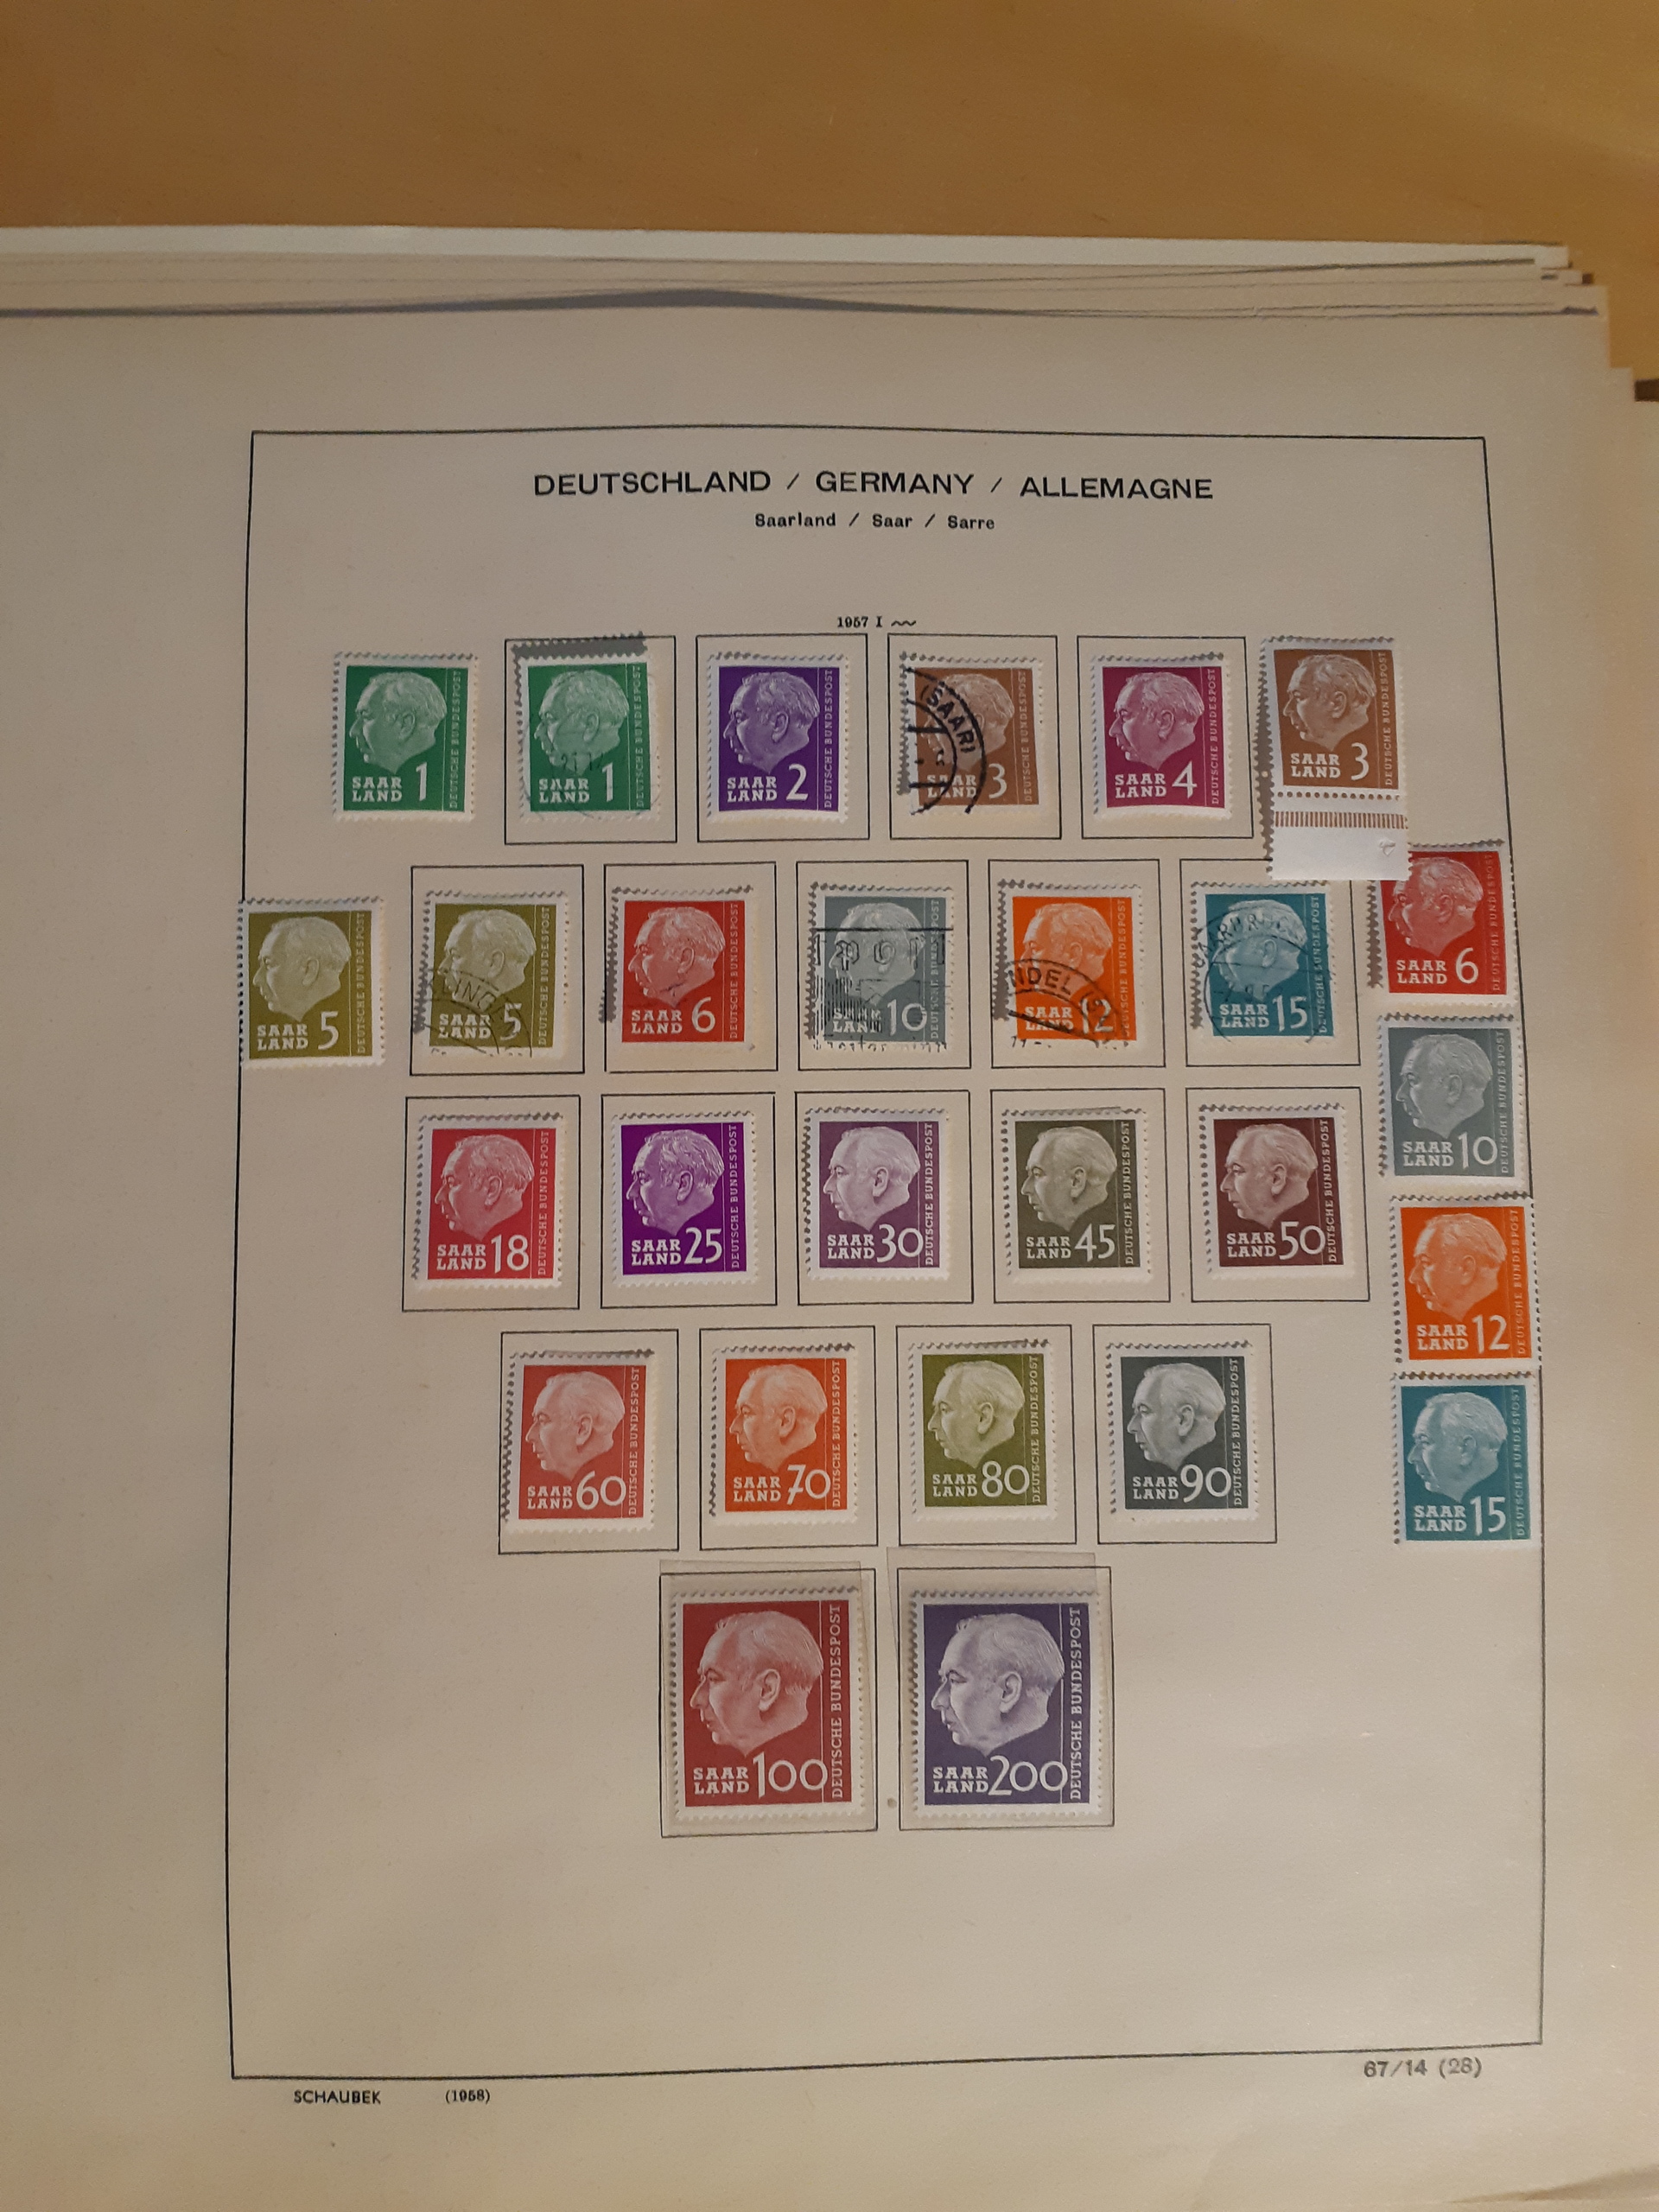 DEUTSCHLAND / GERMANY / ALLEMAGNE
Saarland / Saar / Sarre
1957 I
SAAR LAND 1 DEUTSCHE BUNDESPOST
SAAR LAND 1 DEUTSCHE BUNDESPOST
SAAR LAND 2 DEUTSCHE BUNDESPOST
SAAR LAND 3 DEUTSCHE BUNDESPOST
(SAAR)
SAAR LAND 4 DEUTSCHE BUNDESPOST
SAAR LAND 3 DEUTSCHE BUNDESPOST
SAAR LAND 5 DEUTSCHE BUNDESPOST
SAAR LAND 5 DEUTSCHE BUNDESPOST
SAAR LAND 6 DEUTSCHE BUNDESPOST
SAAR LAND 10 DEUTSCHE BUNDESPOST
SAAR LAND 12 DEUTSCHE BUNDESPOST
SAAR LAND 15 DEUTSCHE BUNDESPOST
SAAR LAND 6 DEUTSCHE BUNDESPOST
SAAR LAND 10 DEUTSCHE BUNDESPOST
SAAR LAND 18 DEUTSCHE BUNDESPOST
SAAR LAND 25 DEUTSCHE BUNDESPOST
SAAR LAND 30 DEUTSCHE BUNDESPOST
SAAR LAND 45 DEUTSCHE BUNDESPOST
SAAR LAND 50 DEUTSCHE BUNDESPOST
SAAR LAND 12 DEUTSCHE BUNDESPOST
SAAR LAND 60 DEUTSCHE BUNDESPOST
SAAR LAND 70 DEUTSCHE BUNDESPOST
SAAR LAND 80 DEUTSCHE BUNDESPOST
SAAR LAND 90 DEUTSCHE BUNDESPOST
SAAR LAND 15 DEUTSCHE BUNDESPOST
SAAR LAND 100 DEUTSCHE BUNDESPOST
SAAR LAND 200 DEUTSCHE BUNDESPOST
67/14 (28)
SCHAUBEK (1958)